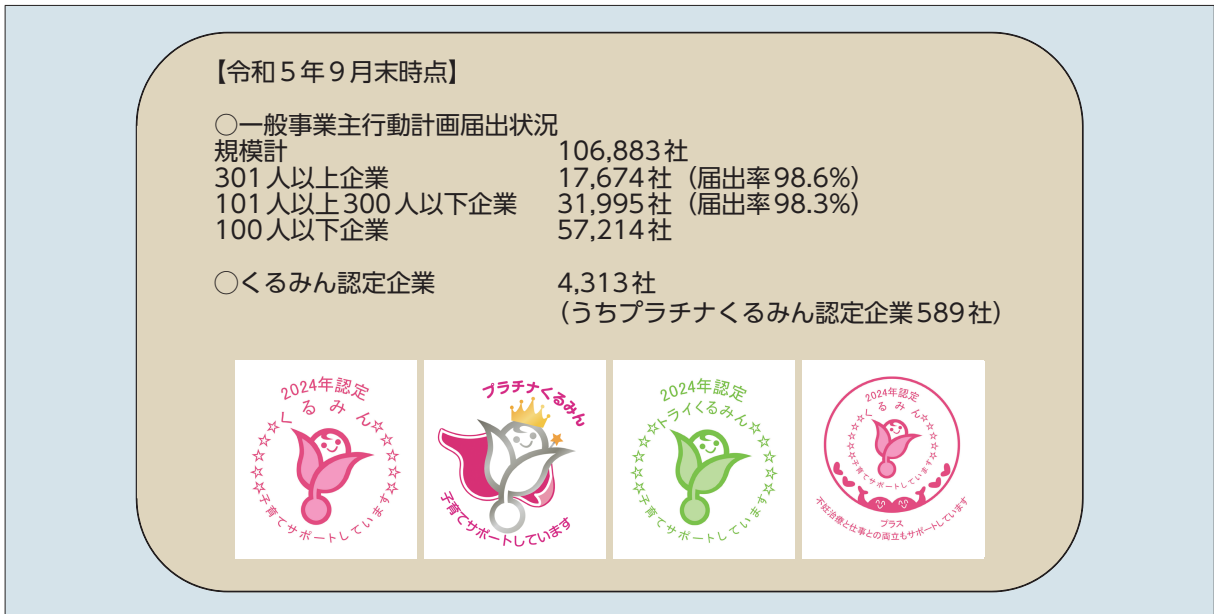 【令和5年9月末時点】
○一般事業主行動計画届出状況
規模計 106,883社
301人以上企業 17,674社（届出率98.6%）
101人以上300人以下企業 31,995社（届出率98.3%）
100人以下企業 57,214社
○くるみん認定企業 4,313社
（うちプラチナくるみん認定企業589社）
2024年認定
くるみん
☆☆☆☆☆子育てサポートしています☆☆☆☆☆
プラチナくるみん
子育てサポートしています
2024年認定
トライくるみん
☆☆☆☆☆子育てサポートしています☆☆☆☆☆
2024年認定
くるみん
☆☆☆☆☆子育てサポートしています☆☆☆☆☆
プラス
不妊治療と仕事との両立もサポートしています